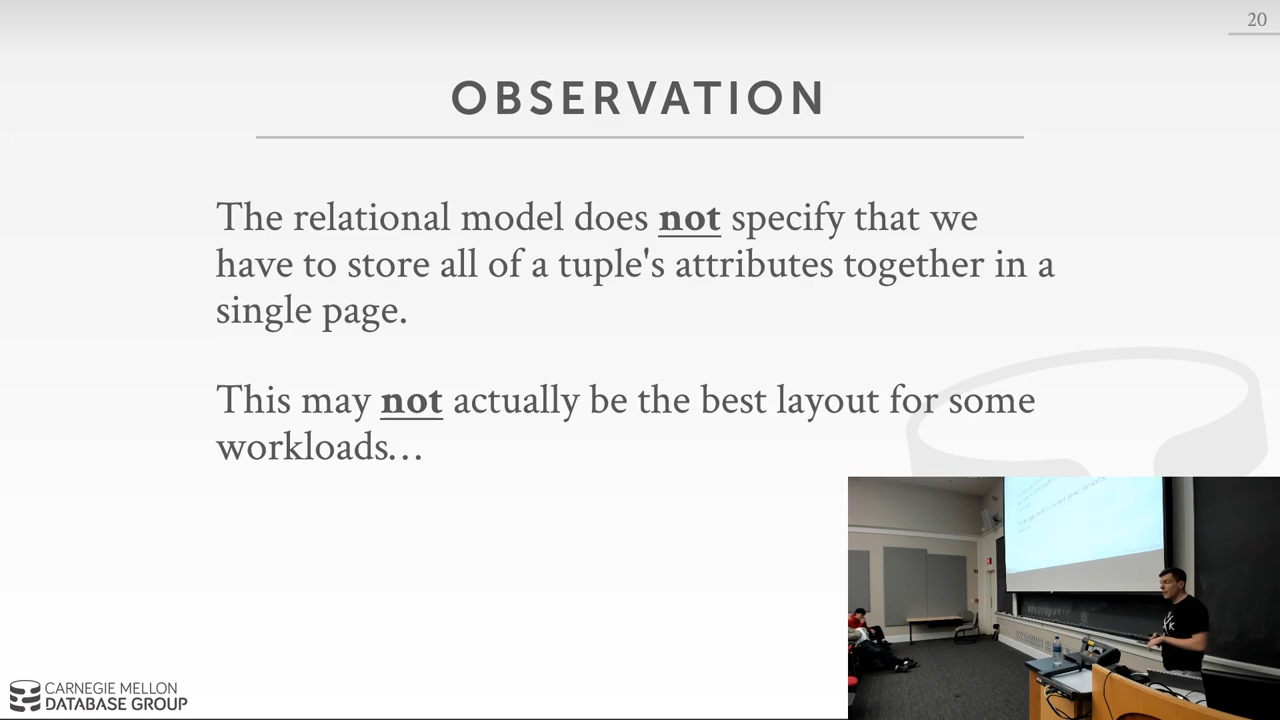 20
OBSERVATION
The relational model does not specify that we
have to store all of a tuple's attributes together in a
single page.
This may not actually be the best layout for some
workloads…
CARNEGIE MELLON
DATABASE GROUP